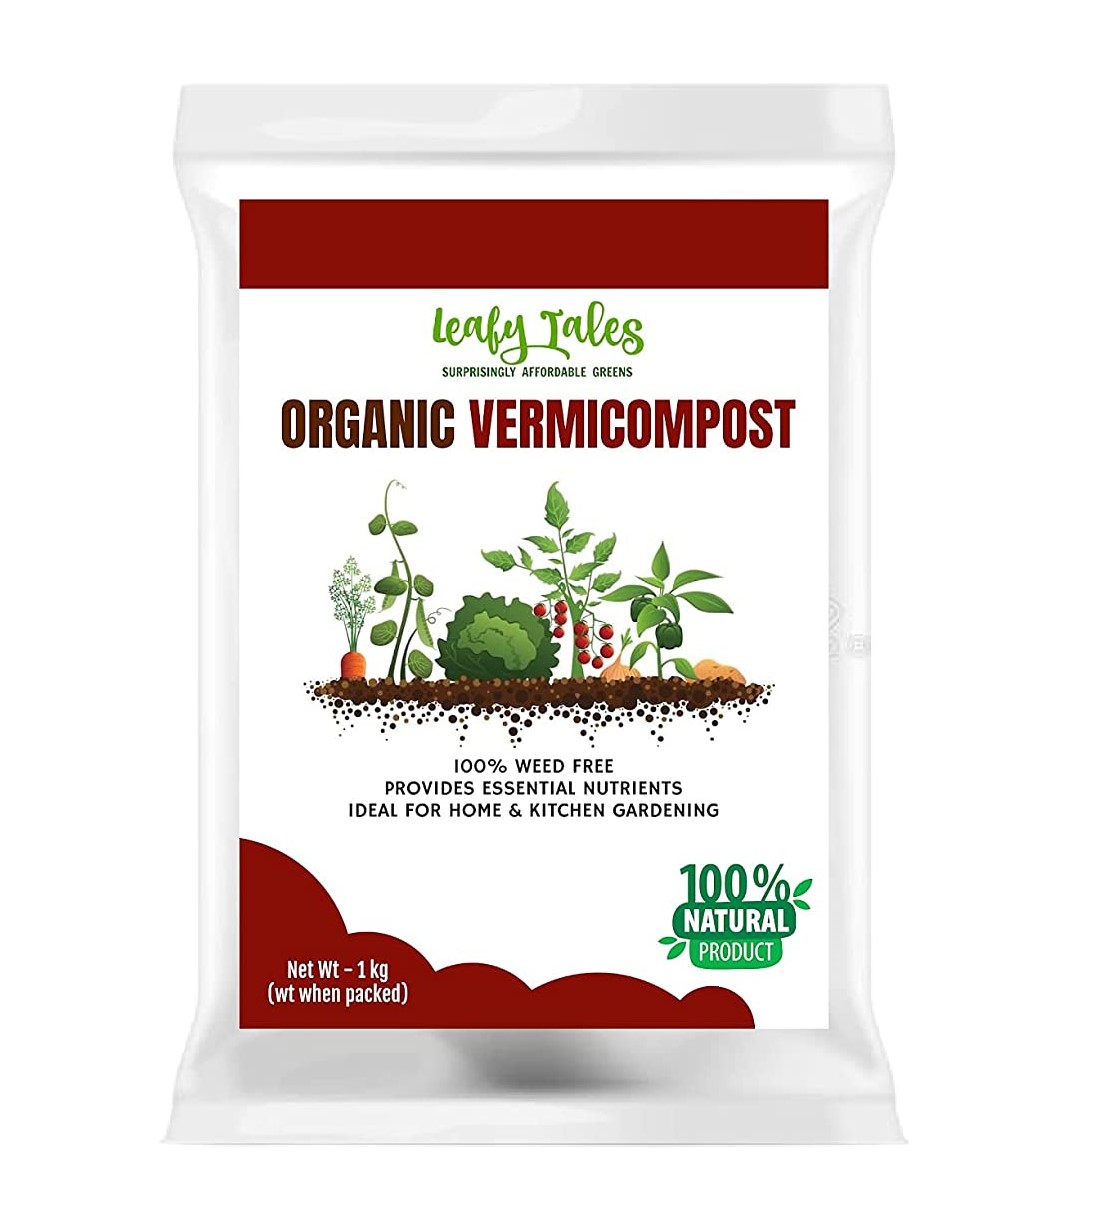 Leafy Tales
SURPRISINGLY AFFORDABLE GREENS
ORGANIC VERMICOMPOST
100% WEED FREE
PROVIDES ESSENTIAL NUTRIENTS
IDEAL FOR HOME & KITCHEN GARDENING
100%
NATURAL
PRODUCT
Net Wt - 1 kg
(wt when packed)